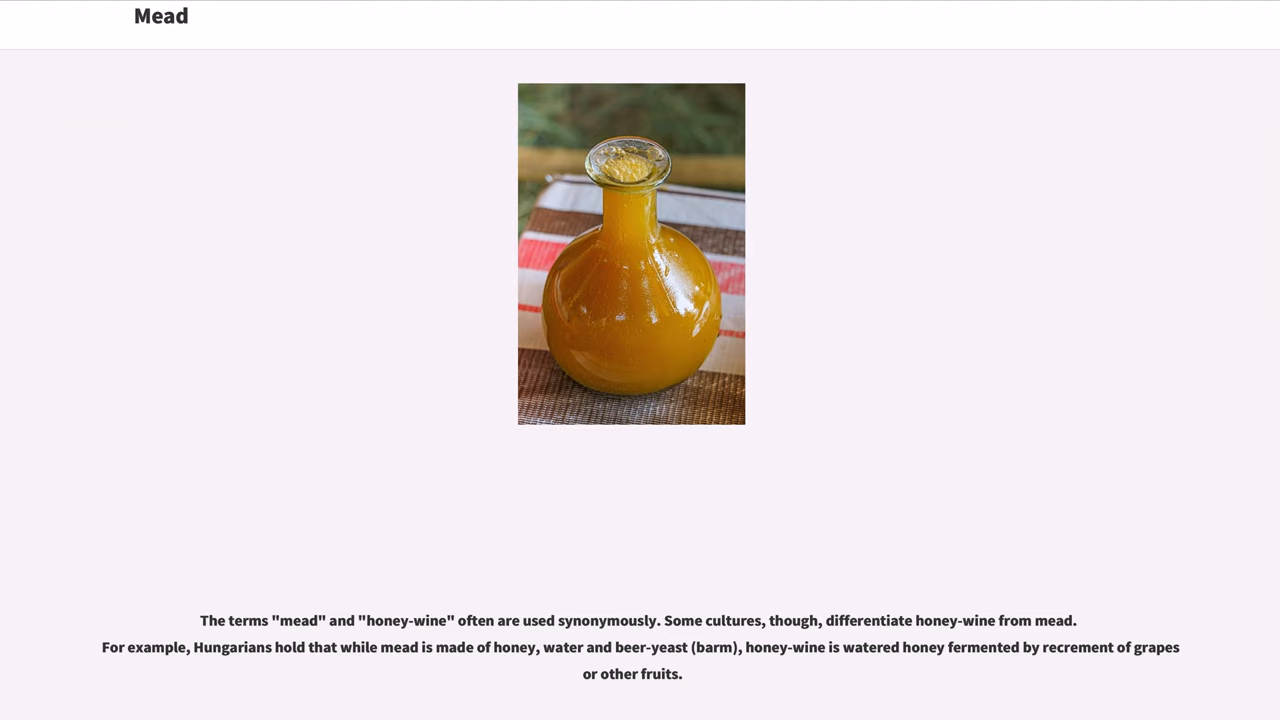 Mead
The terms "mead" and "honey-wine" often are used synonymously. Some cultures, though, differentiate honey-wine from mead.
For example, Hungarians hold that while mead is made of honey, water and beer-yeast (barm), honey-wine is watered honey fermented by recrement of grapes
or other fruits.